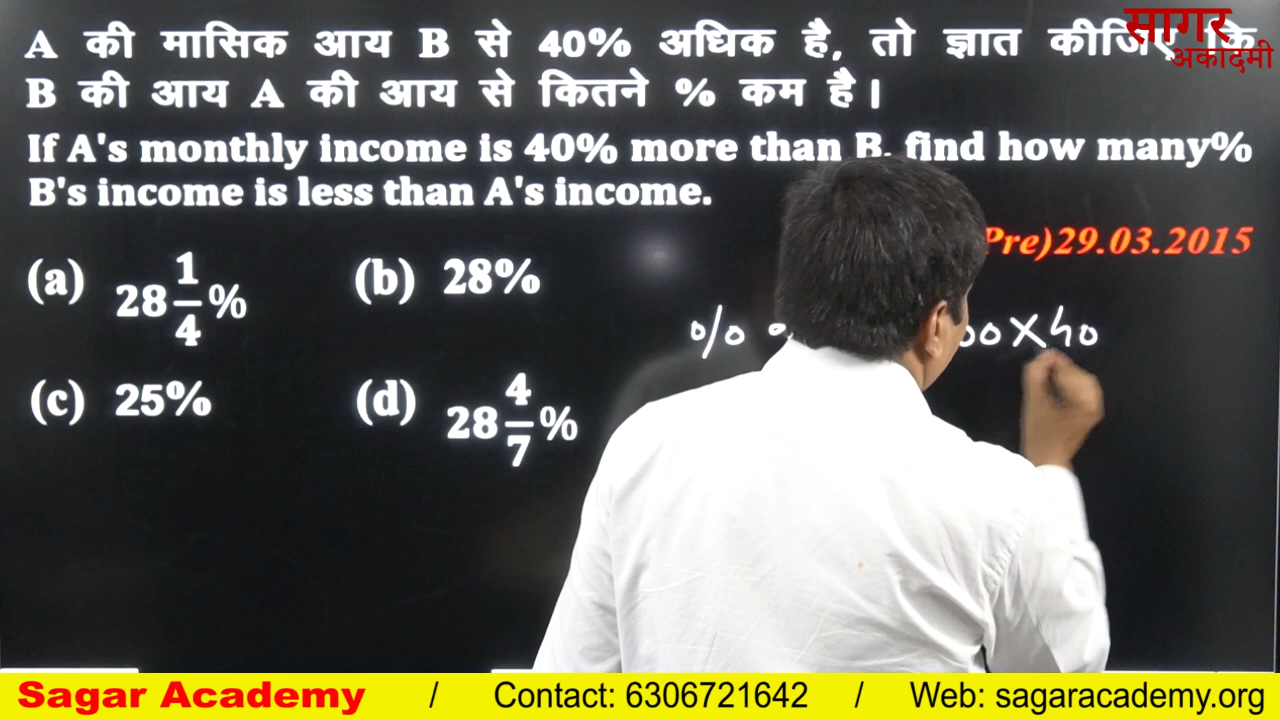 सागर
अकादमी
A की मासिक आय B से 40% अधिक है, तो ज्ञात कीजिए कि
B की आय A की आय से कितने % कम है।
If A's monthly income is 40% more than B, find how many%
B's income is less than A's income.
Pre)29.03.2015
(a) 28 1/4 %
(b) 28%
(c) 25%
(d) 28 4/7 %
% 00×40
Sagar Academy / Contact: 6306721642 / Web: sagaracademy.org